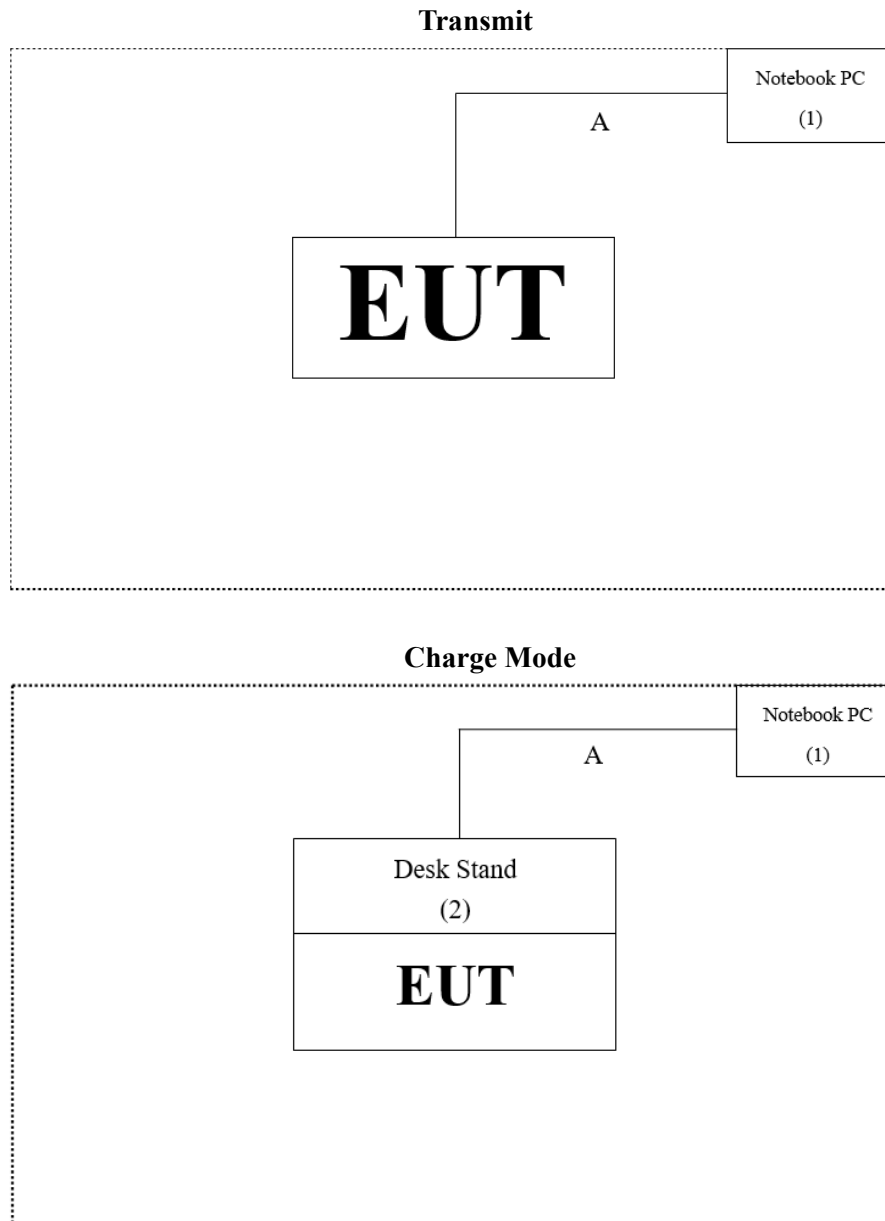 Transmit
Notebook PC
(1)
A
EUT
Charge Mode
Notebook PC
(1)
A
Desk Stand
(2)
EUT